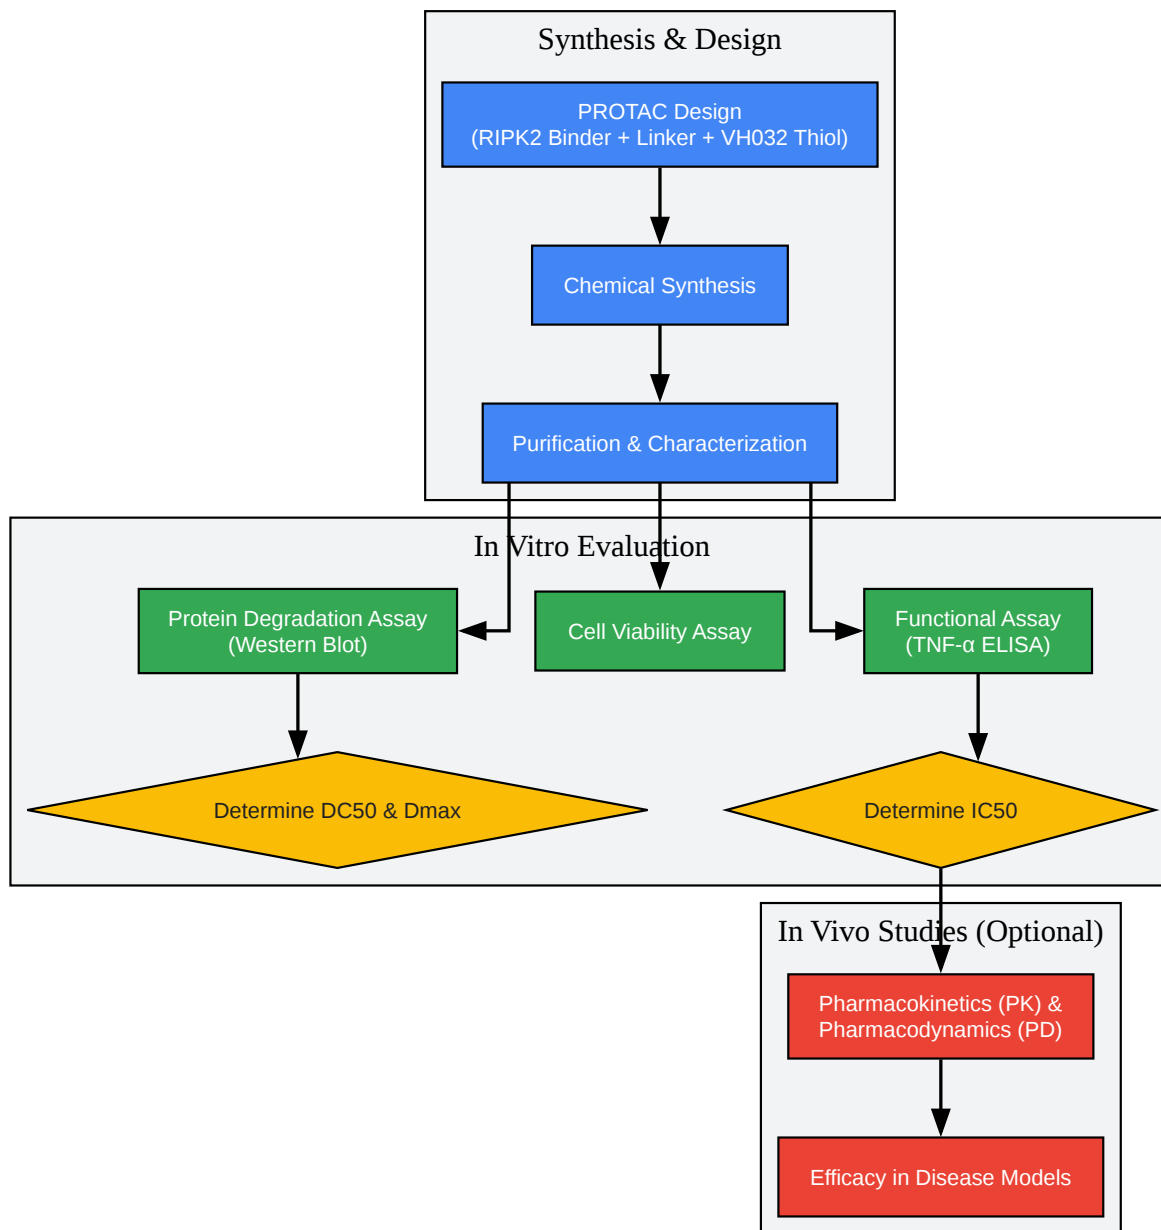 Synthesis & Design
PROTAC Design
(RIPK2 Binder + Linker + VH032 Thiol)
Chemical Synthesis
Purification & Characterization
In Vitro Evaluation
Protein Degradation Assay
(Western Blot)
Cell Viability Assay
Functional Assay
(TNF-α ELISA)
Determine DC50 & Dmax
Determine IC50
In Vivo Studies (Optional)
Pharmacokinetics (PK) &
Pharmacodynamics (PD)
Efficacy in Disease Models